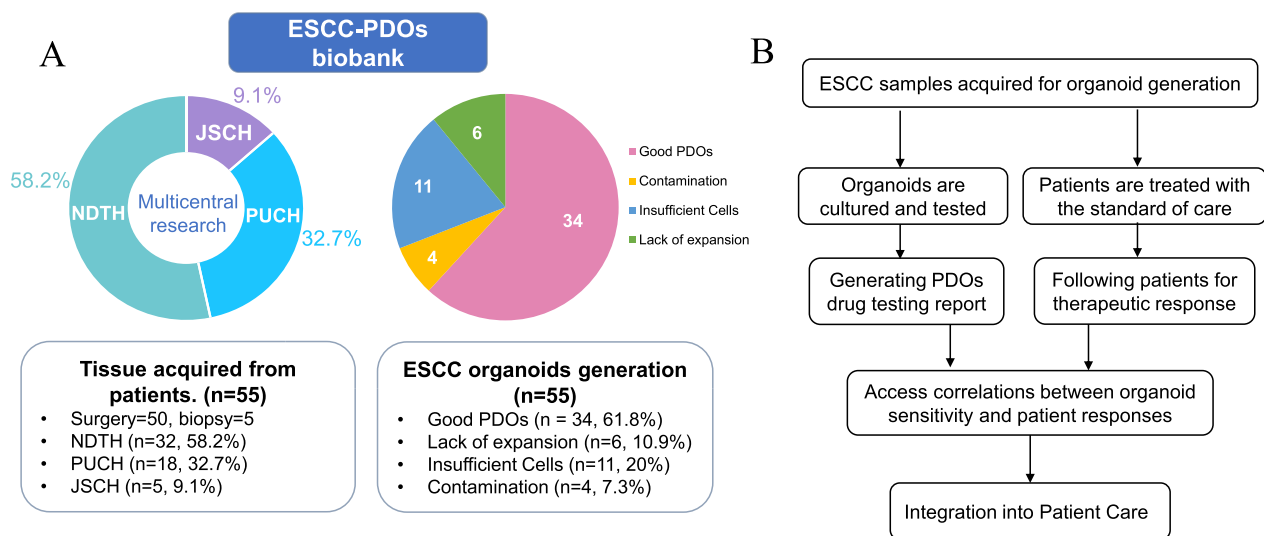 A
ESCC-PDOs
biobank
9.1%
JSCH
58.2%
NDTH
Multicentral
research
PUCH
32.7%
6
11
34
4
Good PDOs
Contamination
Insufficient Cells
Lack of expansion
Tissue acquired from
patients. (n=55)
• Surgery=50, biopsy=5
• NDTH (n=32, 58.2%)
• PUCH (n=18, 32.7%)
• JSCH (n=5, 9.1%)
ESCC organoids generation
(n=55)
• Good PDOs (n = 34, 61.8%)
• Lack of expansion (n=6, 10.9%)
• Insufficient Cells (n=11, 20%)
• Contamination (n=4, 7.3%)
B
ESCC samples acquired for organoid generation
Organoids are
cultured and tested
Patients are treated with
the standard of care
Generating PDOs
drug testing report
Following patients for
therapeutic response
Access correlations between organoid
sensitivity and patient responses
Integration into Patient Care